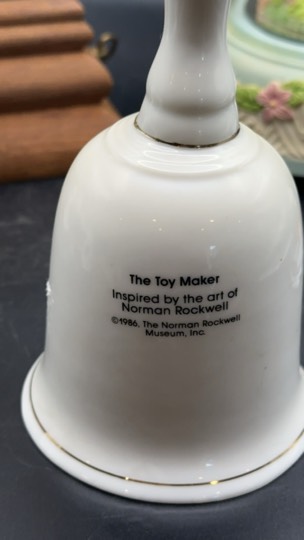 The Toy Maker
Inspired by the art of
Norman Rockwell
©1986, The Norman Rockwell
Museum, Inc.